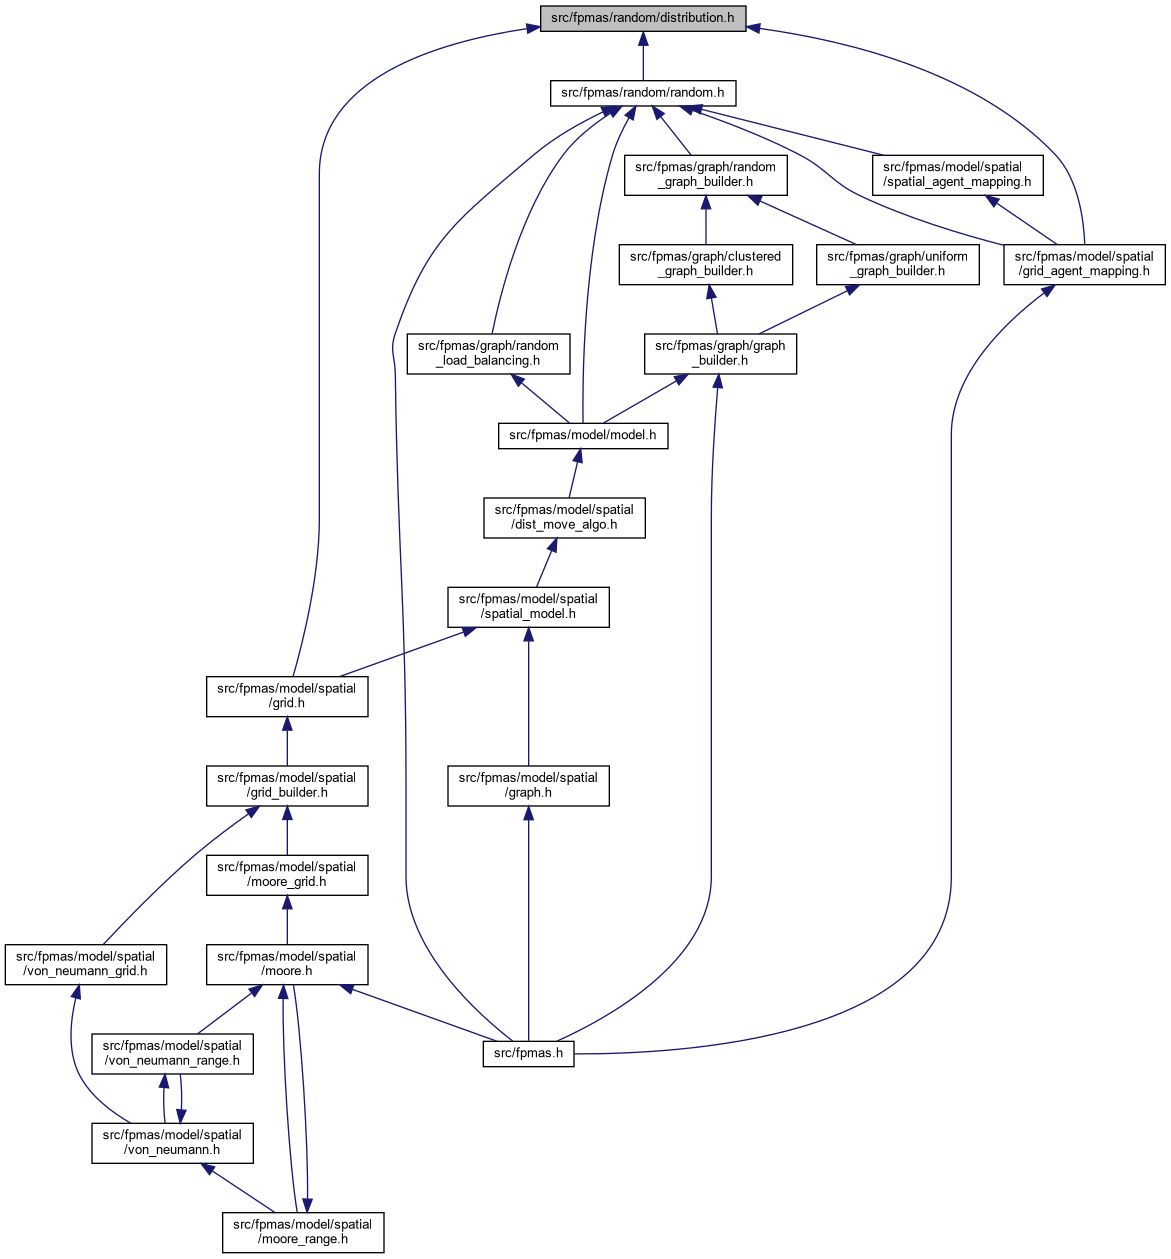 src/fpmas/random/distribution.h
src/fpmas/random/random.h
src/fpmas/graph/random
_graph_builder.h
src/fpmas/model/spatial
/spatial_agent_mapping.h
src/fpmas/graph/clustered
_graph_builder.h
src/fpmas/graph/uniform
_graph_builder.h
src/fpmas/model/spatial
/grid_agent_mapping.h
src/fpmas/graph/random
_load_balancing.h
src/fpmas/graph/graph
_builder.h
src/fpmas/model/model.h
src/fpmas/model/spatial
/dist_move_algo.h
src/fpmas/model/spatial
/spatial_model.h
src/fpmas/model/spatial
/grid.h
src/fpmas/model/spatial
/grid_builder.h
src/fpmas/model/spatial
/graph.h
src/fpmas/model/spatial
/moore_grid.h
src/fpmas/model/spatial
/von_neumann_grid.h
src/fpmas/model/spatial
/moore.h
src/fpmas/model/spatial
/von_neumann_range.h
src/fpmas.h
src/fpmas/model/spatial
/von_neumann.h
src/fpmas/model/spatial
/moore_range.h